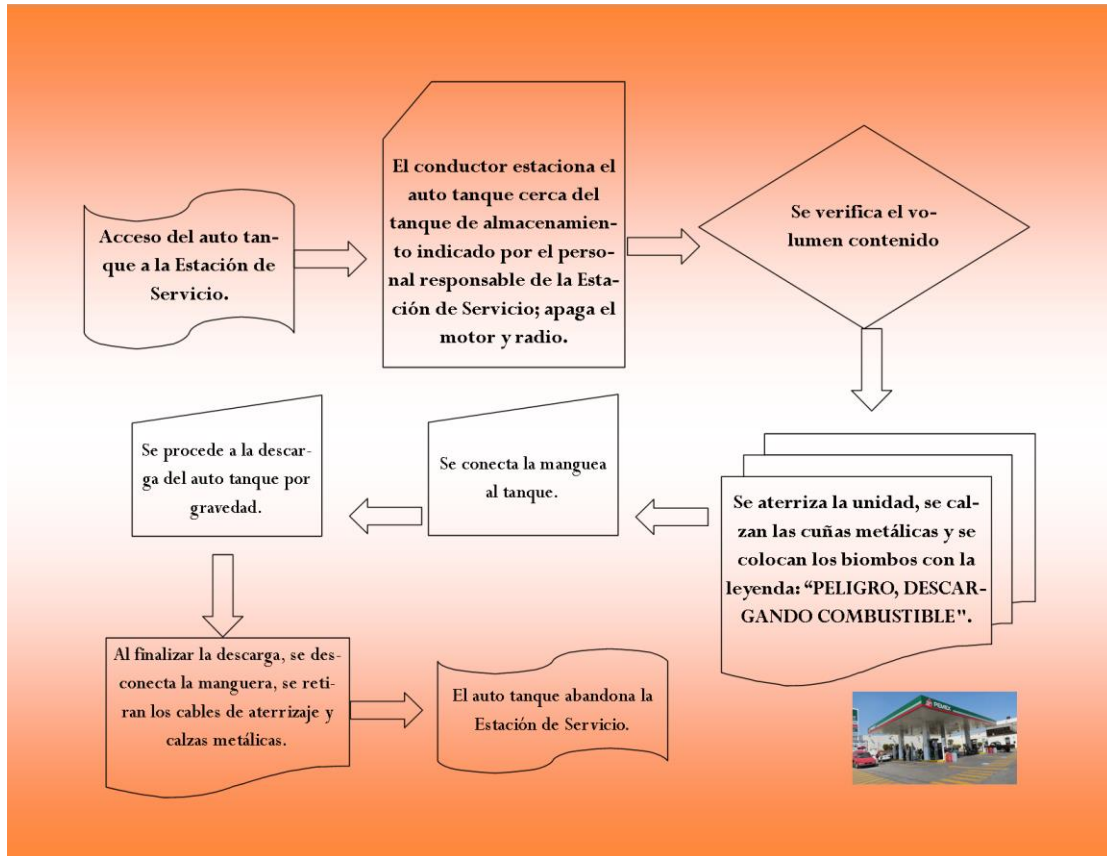 Acceso del auto tan-
que a la Estación de
Servicio.
El conductor estaciona el
auto tanque cerca del
tanque de almacenamien-
to indicado por el perso-
nal responsable de la Esta-
ción de Servicio; apaga el
motor y radio.
Se verifica el vo-
lumen contenido
Se aterriza la unidad, se cal-
zan las cuñas metálicas y se
colocan los biombos con la
leyenda: “PELIGRO, DESCAR-
GANDO COMBUSTIBLE".
Se conecta la manguea
al tanque.
Se procede a la descar-
ga del auto tanque por
gravedad.
Al finalizar la descarga, se des-
conecta la manguera, se reti-
ran los cables de aterrizaje y
calzas metálicas.
El auto tanque abandona la
Estación de Servicio.
PEMEX